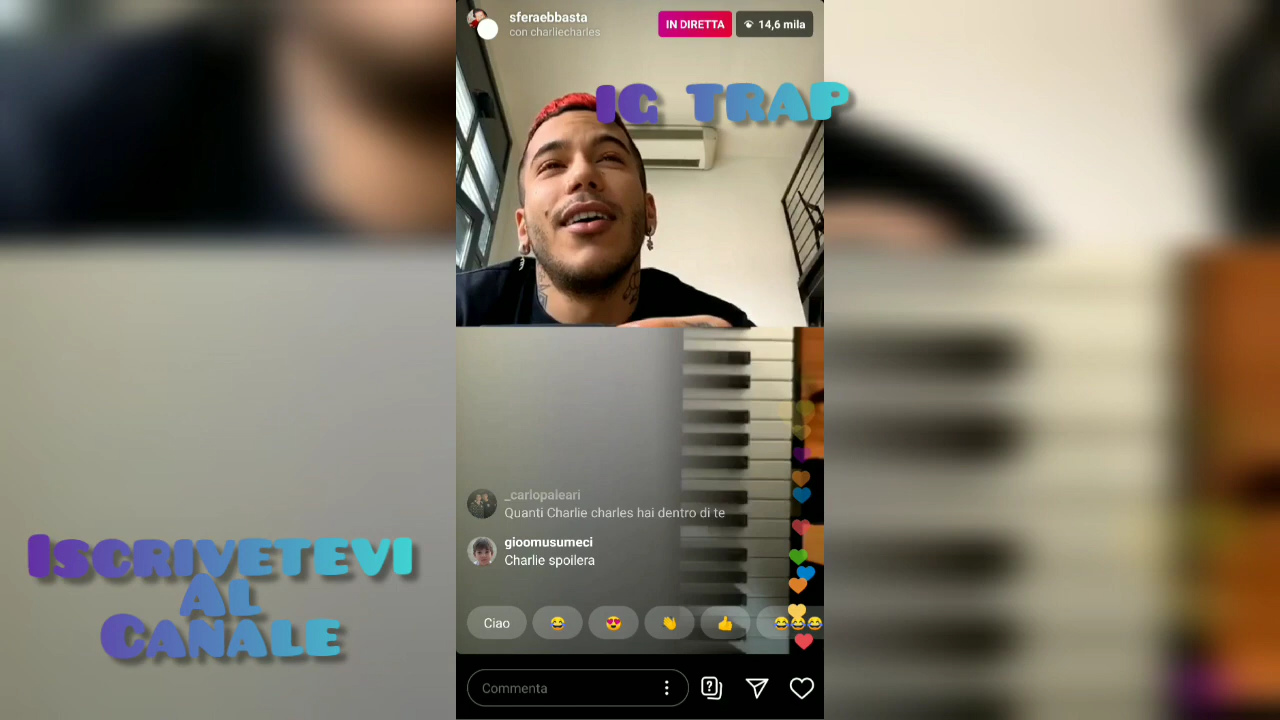 sferaebbasta
con charliecharles
IN DIRETTA
14,6 mila
IG TRAP
_carlopaleari
Quanti Charlie charles hai dentro di te
gioomusumeci
Charlie spoilera
Iscrivetevi
Al
Canale
Ciao
Commenta